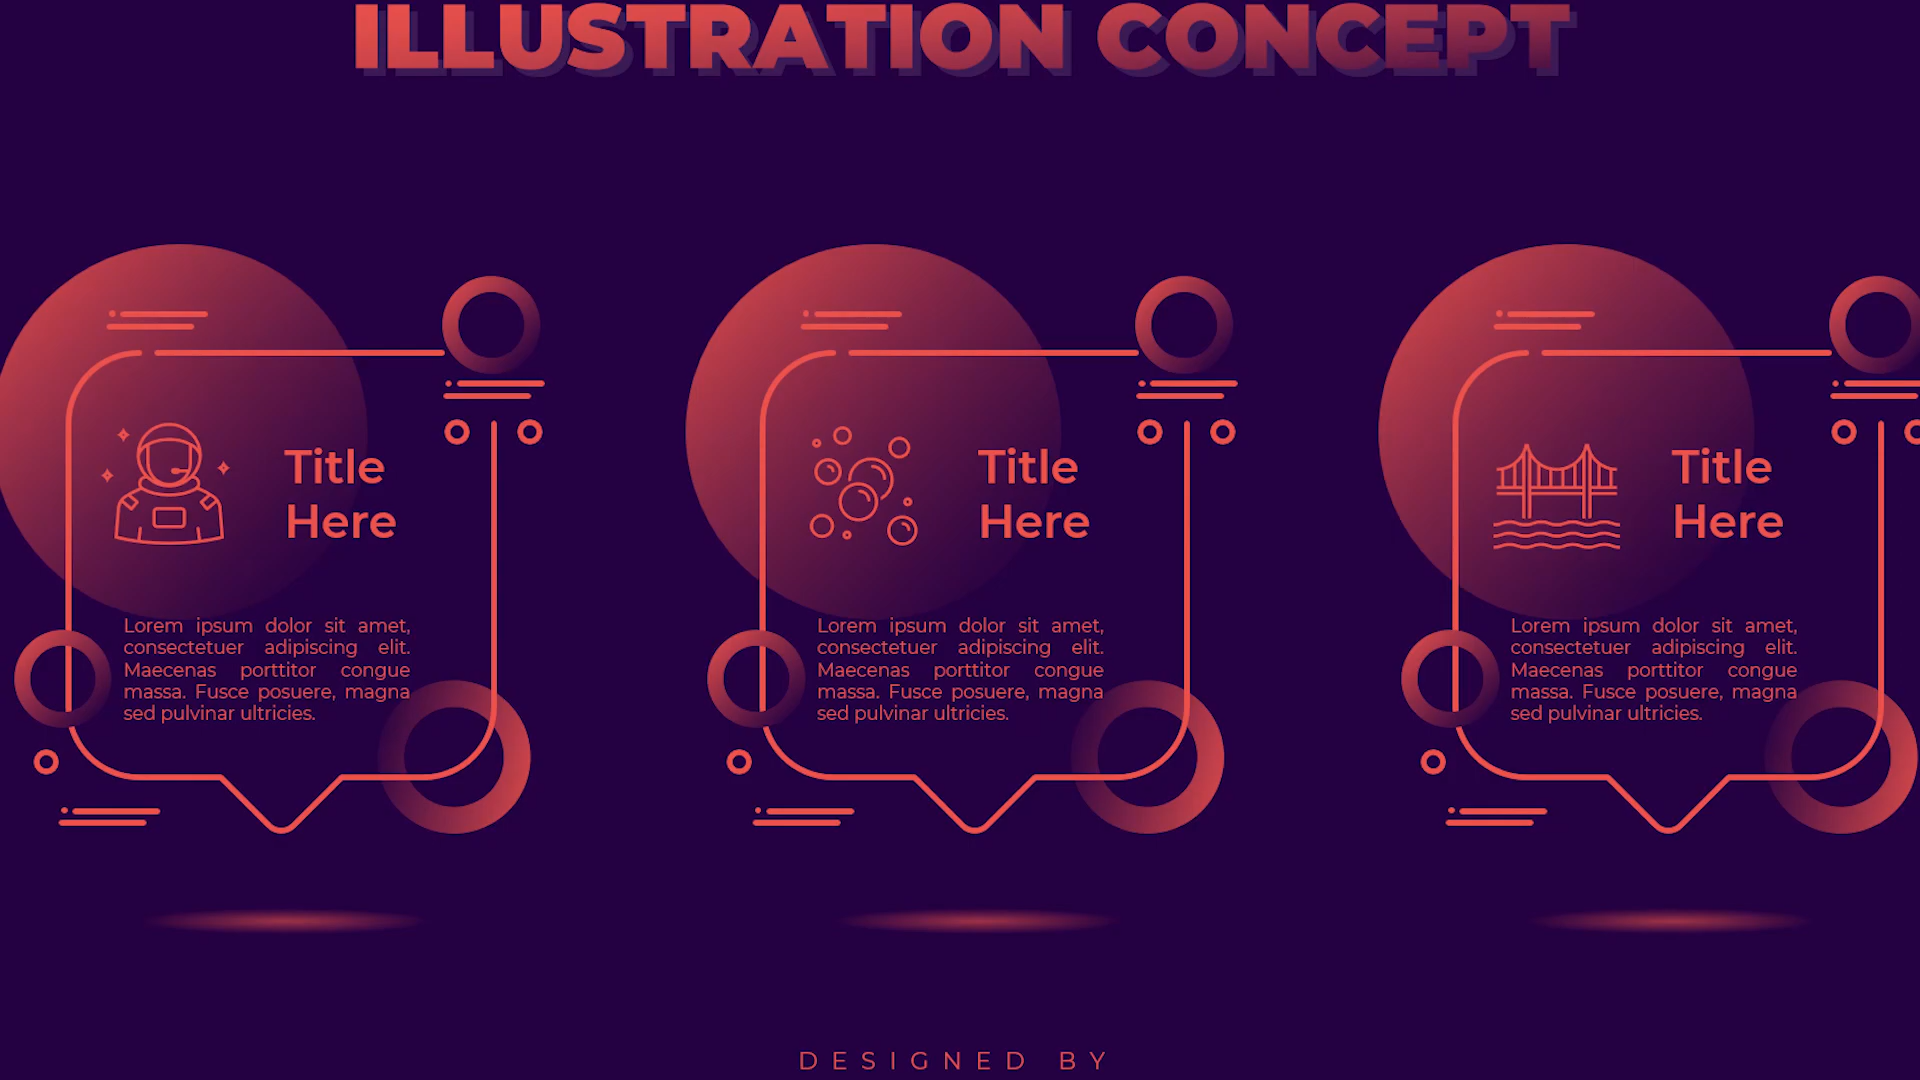 ILLUSTRATION CONCEPT
Title
Here
Lorem ipsum dolor sit amet,
consectetuer adipiscing elit.
Maecenas porttitor congue
massa. Fusce posuere, magna
sed pulvinar ultricies.
Title
Here
Lorem ipsum dolor sit amet,
consectetuer adipiscing elit.
Maecenas porttitor congue
massa. Fusce posuere, magna
sed pulvinar ultricies.
Title
Here
Lorem ipsum dolor sit amet,
consectetuer adipiscing elit.
Maecenas porttitor congue
massa. Fusce posuere, magna
sed pulvinar ultricies.
DESIGNED BY